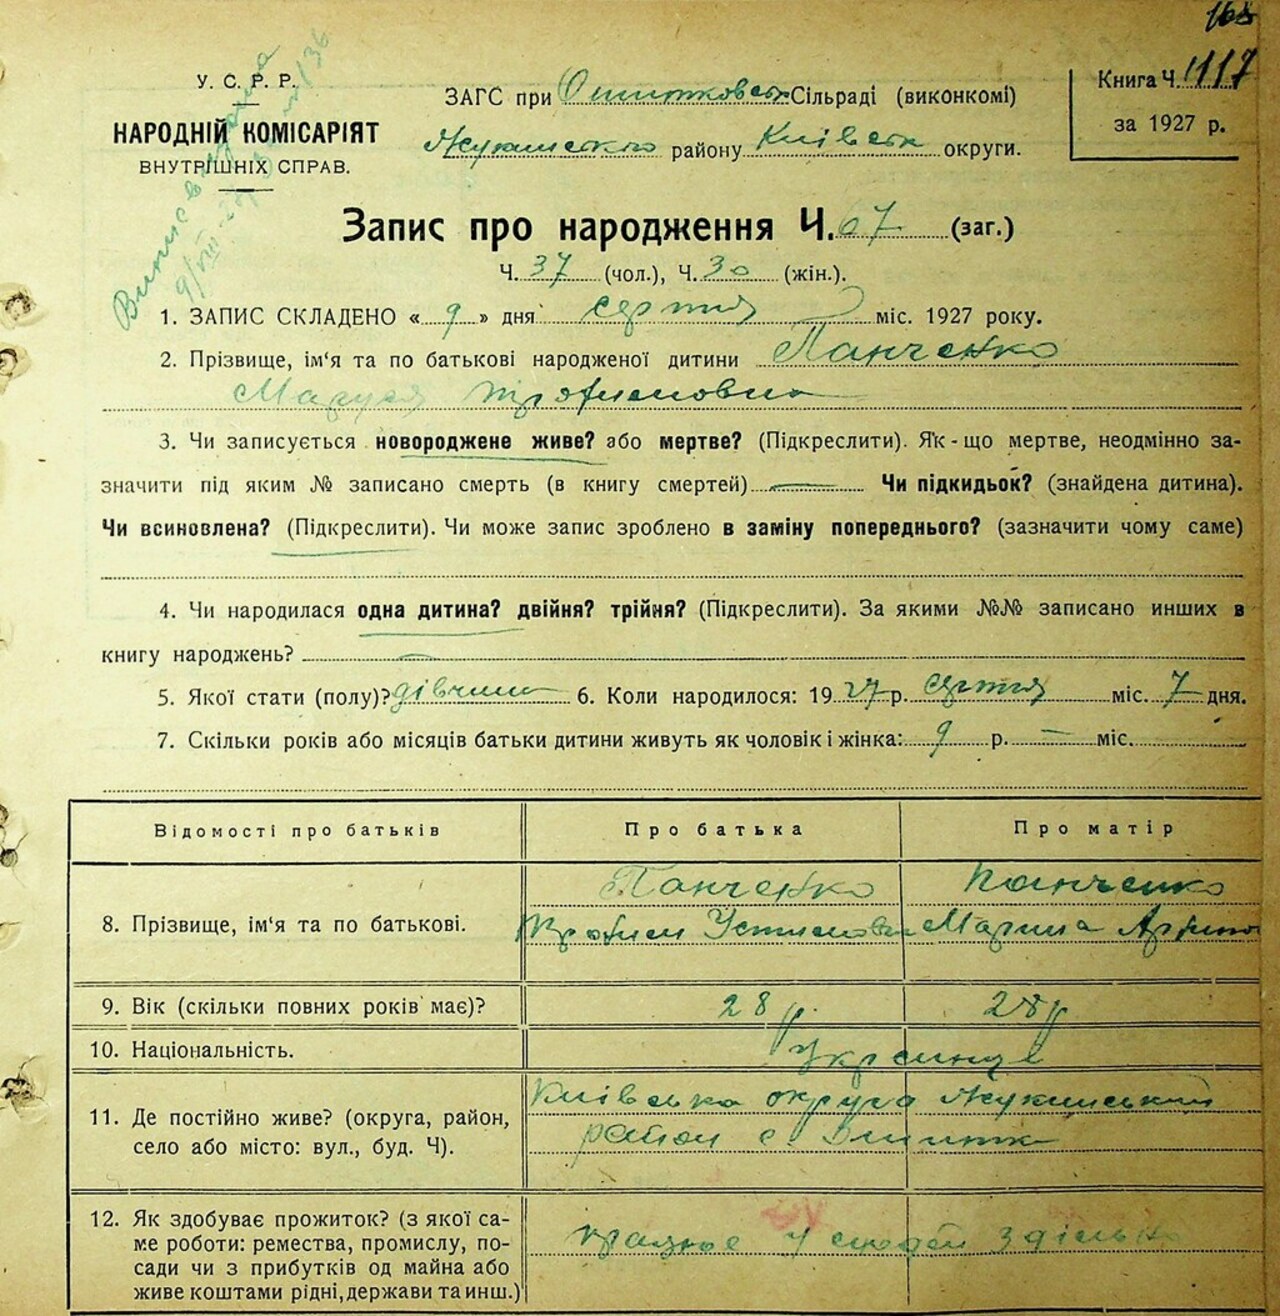 168
У. С. Р. Р.
НАРОДНІЙ КОМІСАРІЯТ
ВНУТРІШНІХ СПРАВ.
ЗАГС при Сільраді (виконкомі)
району Київськ округи.
Книга Ч. 1117
за 1927 р.
Запис про народження Ч. 67 (заг.)
Ч. 37 (чол.), Ч. 30 (жін.).
1. ЗАПИС СКЛАДЕНО « 9 » дня серпня міс. 1927 року.
2. Прізвище, ім'я та по батькові народженої дитини Панченко
Маруся Трофимовна
3. Чи записується новороджене живе? або мертве? (Підкреслити). Як-що мертве, неодмінно за-
значити під яким № записано смерть (в книгу смертей) Чи підкидьок? (знайдена дитина).
Чи всиновлена? (Підкреслити). Чи може запис зроблено в заміну попереднього? (зазначити чому саме)
4. Чи народилася одна дитина? двійня? трійня? (Підкреслити). За якими №№ записано инших в
книгу народжень?
5. Якої стати (полу)? дівчина 6. Коли народилося: 1927 р. серпня міс. 7 дня.
7. Скільки років або місяців батьки дитини живуть як чоловік і жінка: 9 р. — міс.
Відомості про батьків Про батька Про матір
8. Прізвище, ім'я та по батькові. Панченко Панченко
Трофим Устимови Марина
9. Вік (скільки повних років має)? 28 р. 28 р
10. Національність. Українці
11. Де постійно живе? (округа, район,
село або місто: вул., буд. Ч). Київська округа
район с.
12. Як здобуває прожиток? (з якої са-
ме роботи: ремества, промислу, по-
сади чи з прибутків од майна або
живе коштами рідні, держави та инш.)